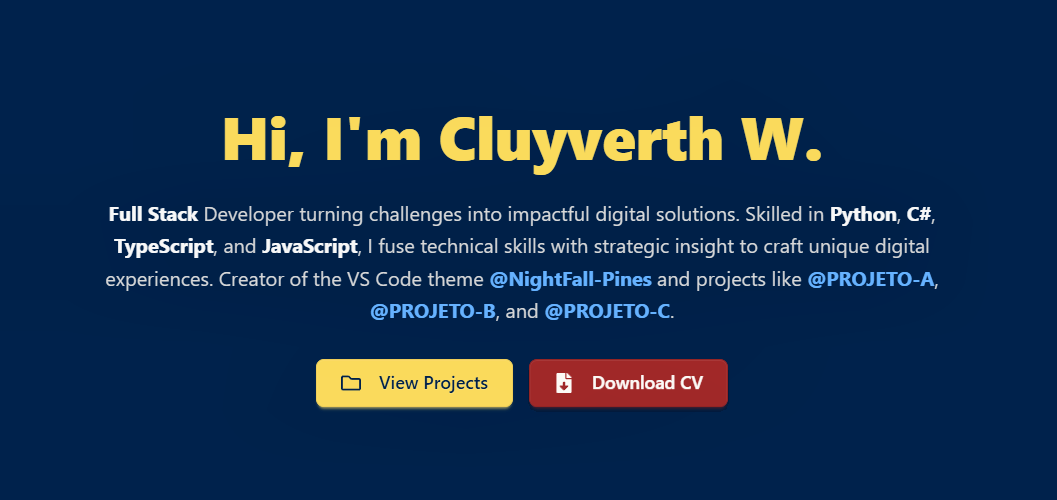 Hi, I'm Cluyverth W.
Full Stack Developer turning challenges into impactful digital solutions. Skilled in Python, C#,
TypeScript, and JavaScript, I fuse technical skills with strategic insight to craft unique digital
experiences. Creator of the VS Code theme @NightFall-Pines and projects like @PROJETO-A,
@PROJETO-B, and @PROJETO-C.
View Projects
Download CV